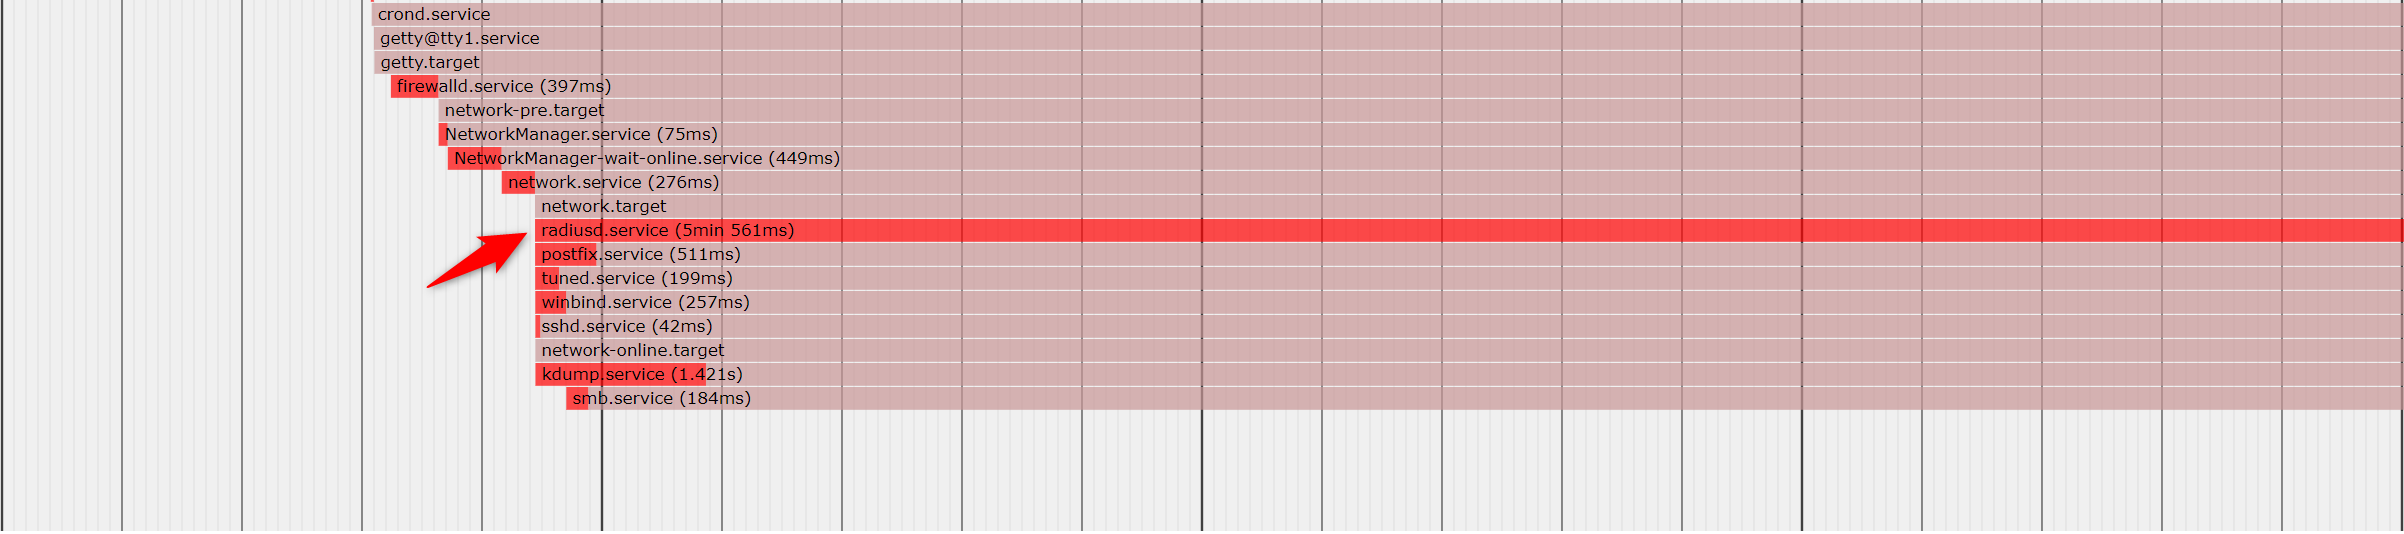 crond.service
getty@tty1.service
getty.target
firewalld.service (397ms)
network-pre.target
NetworkManager.service (75ms)
NetworkManager-wait-online.service (449ms)
network.service (276ms)
network.target
radiusd.service (5min 561ms)
postfix.service (511ms)
tuned.service (199ms)
winbind.service (257ms)
sshd.service (42ms)
network-online.target
kdump.service (1.421s)
smb.service (184ms)